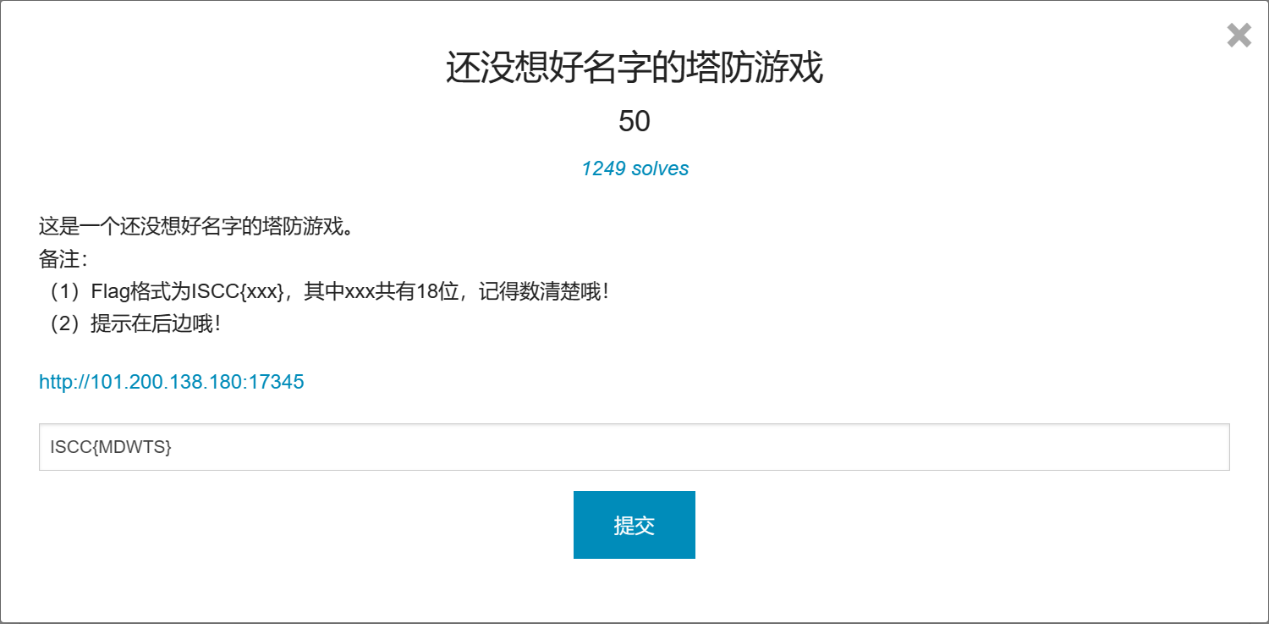 还没想好名字的塔防游戏
50
1249 solves
这是一个还没想好名字的塔防游戏。
备注：
（1）Flag格式为ISCC{xxx}，其中xxx共有18位，记得数清楚哦！
（2）提示在后边哦！
http://101.200.138.180:17345
ISCC{MDWTS}
提交